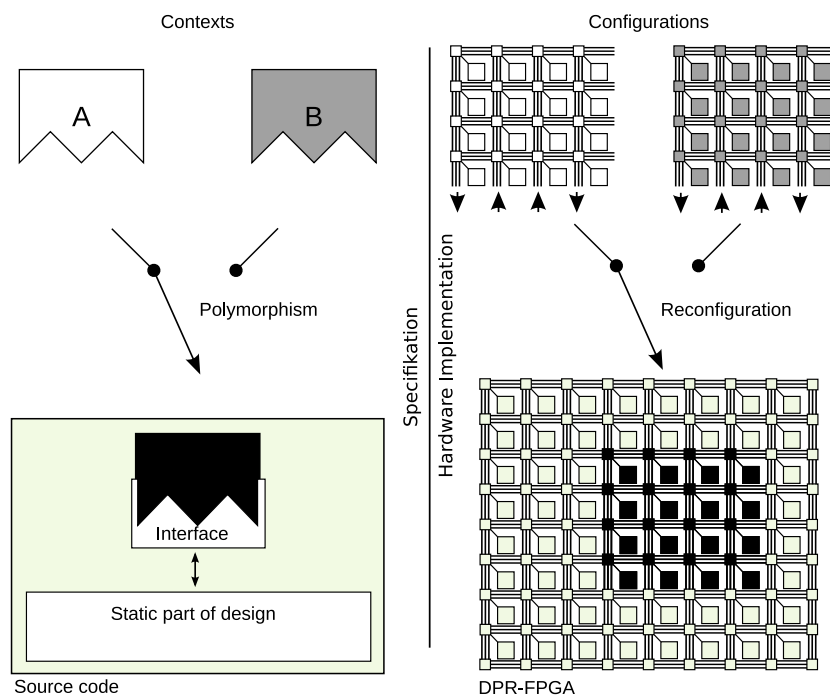 Contexts
Configurations
A
B
Polymorphism
Reconfiguration
Specifikation
Hardware Implementation
Interface
Static part of design
Source code
DPR-FPGA